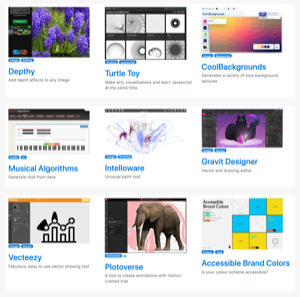 Depthy
Add depth effects to any image
Turtle Toy
Make arty visualisations and learn Javascript
at the same time.
CoolBackgrounds
Generates a variety of nice background
textures
Musical Algorithms
Generate midi from data
Intelloware
Unusual paint tool
Gravit Designer
Vector and drawing editor
Vecteezy
Fabulous, easy to use vector drawing tool
Plotoverse
A tool to create animations with motion.
Limited trial
Accessible
Brand Colors
Accessible Brand Colors
Is your colour scheme accessible?